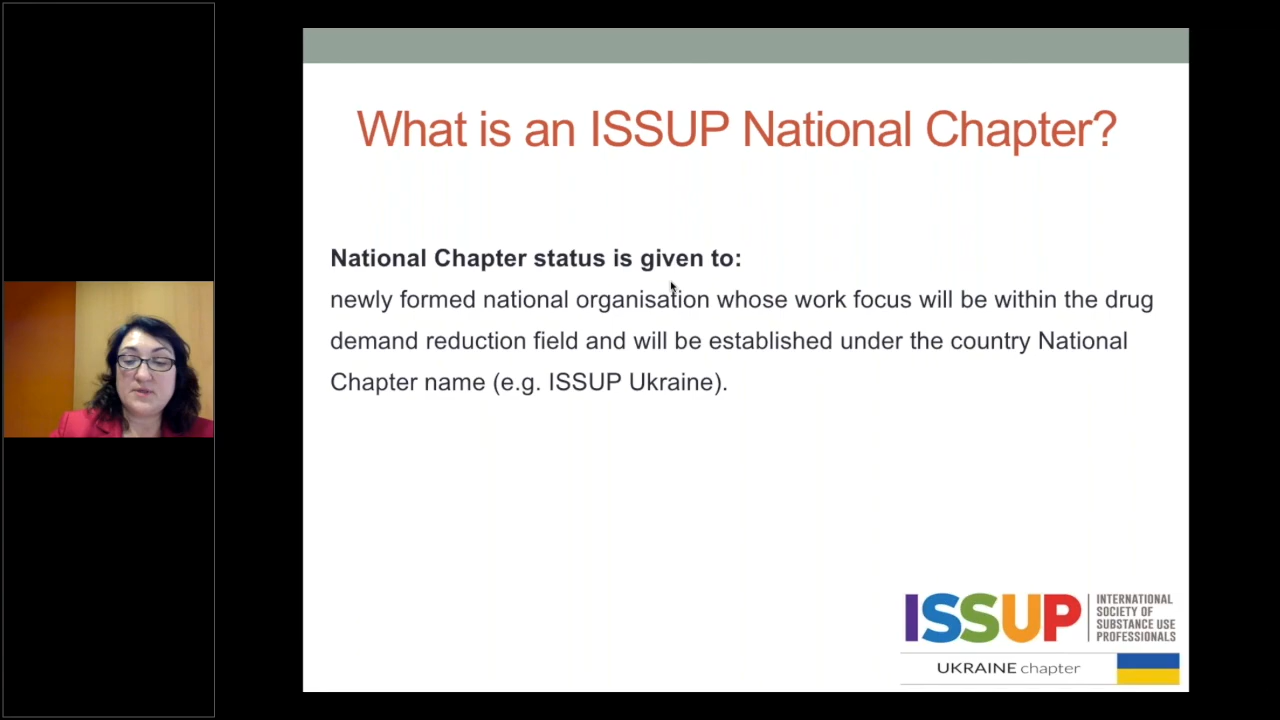 What is an ISSUP National Chapter?
National Chapter status is given to:
newly formed national organisation whose work focus will be within the drug
demand reduction field and will be established under the country National
Chapter name (e.g. ISSUP Ukraine).
ISSUP
INTERNATIONAL
SOCIETY OF
SUBSTANCE USE
PROFESSIONALS
UKRAINE chapter